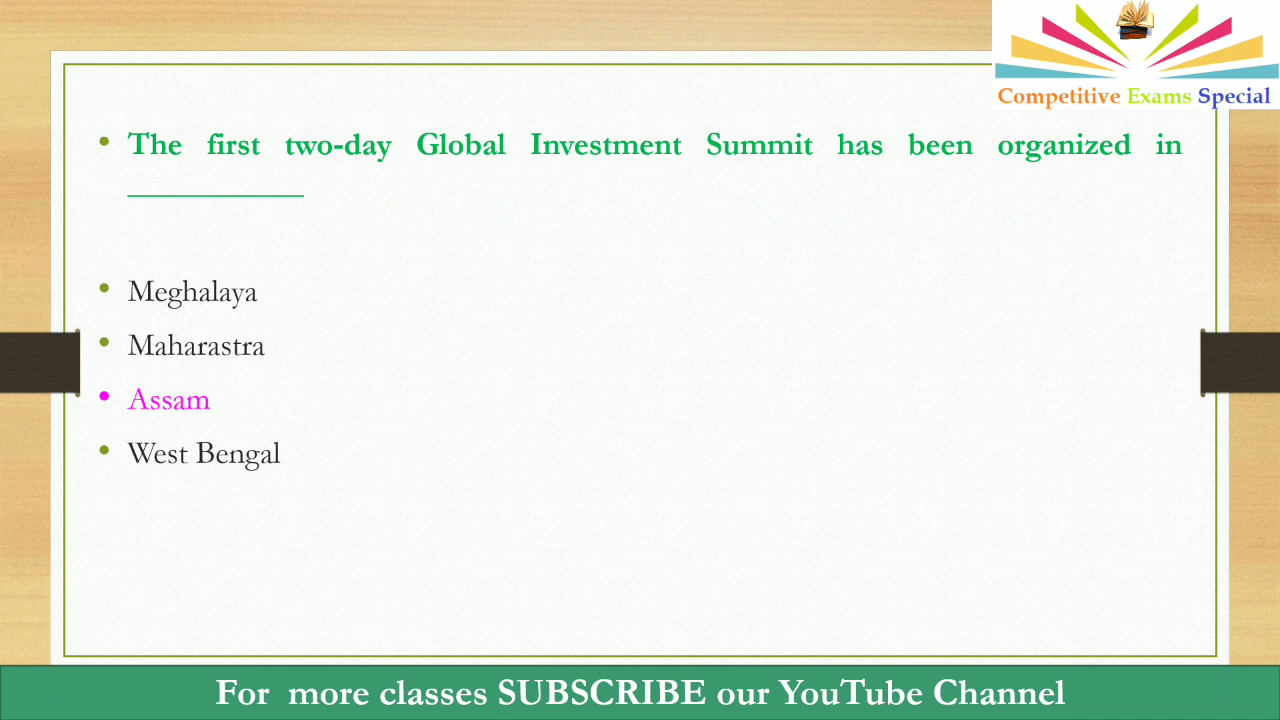 Competitive Exams Special
• The first two-day Global Investment Summit has been organized in
____________
• Meghalaya
• Maharastra
• Assam
• West Bengal
For more classes SUBSCRIBE our YouTube Channel